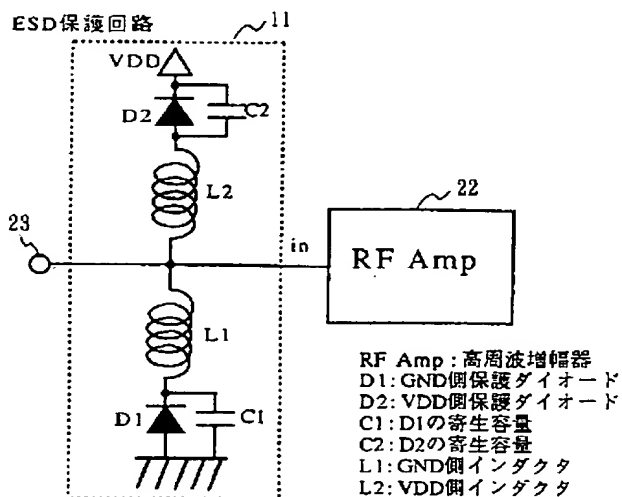 ESD保護回路
11
VDD
D2
C2
L2
22
23
in
RF Amp
L1
D1
C1
RF Amp:高周波増幅器
D1:GND側保護ダイオード
D2:VDD側保護ダイオード
C1:D1の寄生容量
C2:D2の寄生容量
L1:GND側インダクタ
L2:VDD側インダクタ